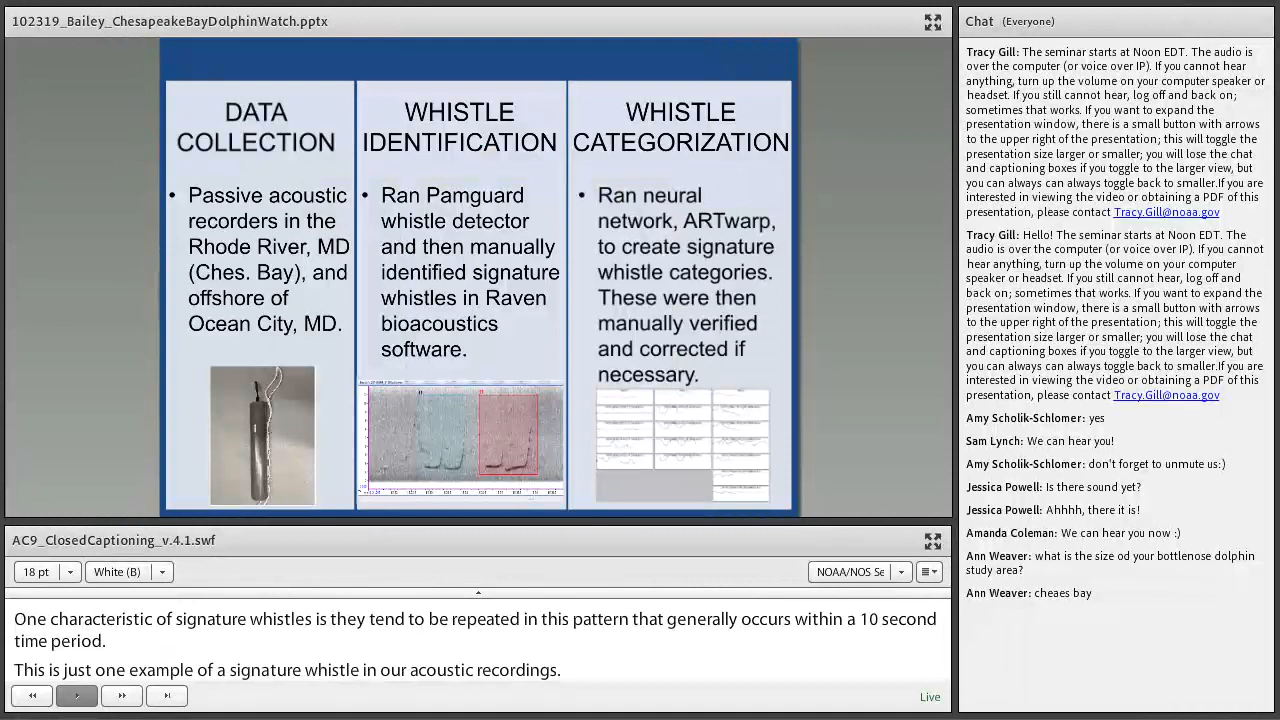 102319_Bailey_ChesapeakeBayDolphinWatch.pptx
DATA
COLLECTION
• Passive acoustic
recorders in the
Rhode River, MD
(Ches. Bay), and
offshore of
Ocean City, MD.
WHISTLE
IDENTIFICATION
• Ran Pamguard
whistle detector
and then manually
identified signature
whistles in Raven
bioacoustics
software.
WHISTLE
CATEGORIZATION
• Ran neural
network, ARTwarp,
to create signature
whistle categories.
These were then
manually verified
and corrected if
necessary.
AC9_ClosedCaptioning_v.4.1.swf
18 pt
White (B)
NOAA/NOS Se
One characteristic of signature whistles is they tend to be repeated in this pattern that generally occurs within a 10 second
time period.
This is just one example of a signature whistle in our acoustic recordings.
Live
Chat (Everyone)
Tracy Gill: The seminar starts at Noon EDT. The audio is
over the computer (or voice over IP). If you cannot hear
anything, turn up the volume on your computer speaker or
headset. If you still cannot hear, log off and back on;
sometimes that works. If you want to expand the
presentation window, there is a small button with arrows
to the upper right of the presentation; this will toggle the
presentation size larger or smaller; you will lose the chat
and captioning boxes if you toggle to the larger view, but
you can always can always toggle back to smaller.If you are
interested in viewing the video or obtaining a PDF of this
presentation, please contact Tracy.Gill@noaa.gov
Tracy Gill: Hello! The seminar starts at Noon EDT. The
audio is over the computer (or voice over IP). If you cannot
hear anything, turn up the volume on your computer
speaker or headset. If you still cannot hear, log off and
back on; sometimes that works. If you want to expand the
presentation window, there is a small button with arrows
to the upper right of the presentation; this will toggle the
presentation size larger or smaller; you will lose the chat
and captioning boxes if you toggle to the larger view, but
you can always can always toggle back to smaller.If you are
interested in viewing the video or obtaining a PDF of this
presentation, please contact Tracy.Gill@noaa.gov
Amy Scholik-Schlomer: yes
Sam Lynch: We can hear you!
Amy Scholik-Schlomer: don't forget to unmute us:)
Jessica Powell: Is there sound yet?
Jessica Powell: Ahhhh, there it is!
Amanda Coleman: We can hear you now :)
Ann Weaver: what is the size od your bottlenose dolphin
study area?
Ann Weaver: cheaes bay